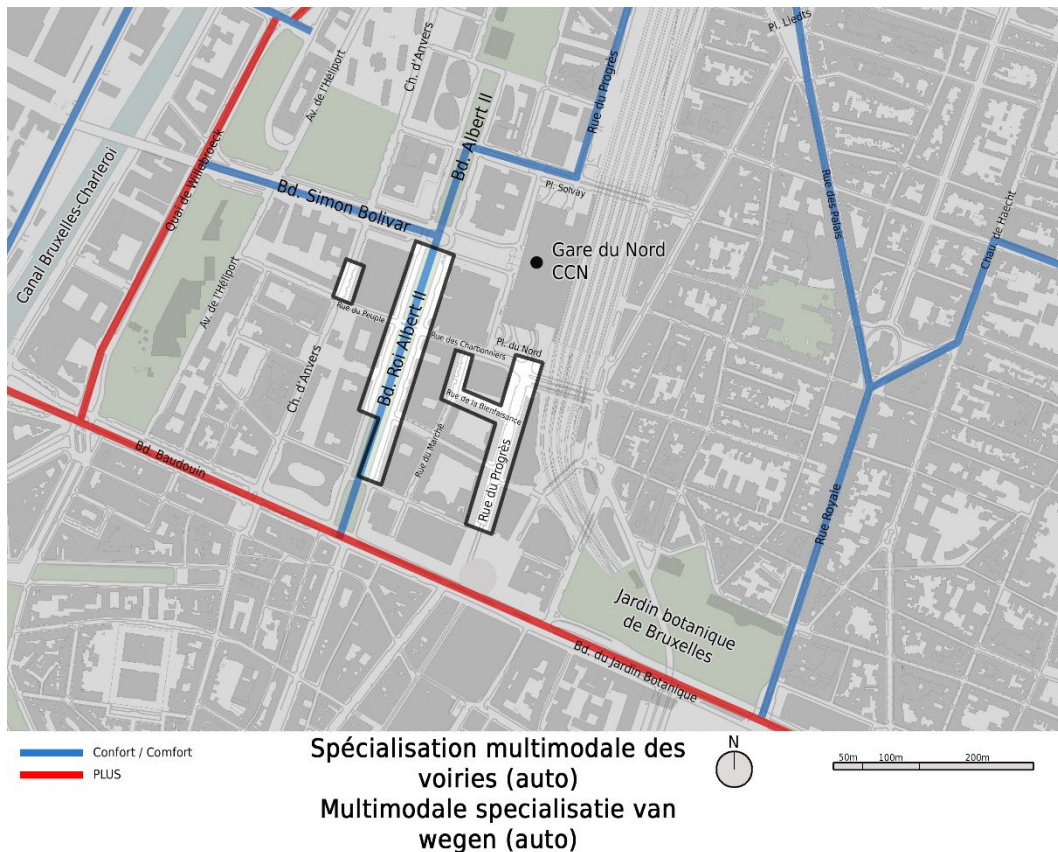 Pl. Liedts
Ch. d'Anvers
Av. de l'Héliport
Rue du Progrès
Bd. Albert II
Quai de Willebroeck
Pl. Solvay
Bd. Simon Bolivar
Rue des Palais
Chau. de Haecht
Canal Bruxelles-Charleroi
Gare du Nord
CCN
Av. de l'Héliport
Rue du Peuple
Bd. Roi Albert II
Rue des Charbonniers
Pl. du Nord
Ch. d'Anvers
Rue de la Bienfaisance
Rue du Marché
Rue du Progrès
Bd. Baudouin
Rue Royale
Jardin botanique
de Bruxelles
Bd. du Jardin Botanique
Confort / Comfort
PLUS
Spécialisation multimodale des
voiries (auto)
Multimodale specialisatie van
wegen (auto)
N
50m 100m 200m